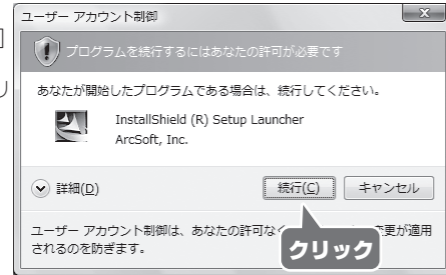 ユーザー アカウント制御
プログラムを続行するにはあなたの許可が必要です
あなたが開始したプログラムである場合は、続行してください。
InstallShield (R) Setup Launcher
ArcSoft, Inc.
詳細(D)
続行(C)
キャンセル
ユーザー アカウント制御は、あなたの許可な
変更が適用
されるのを防ぎます。
クリック